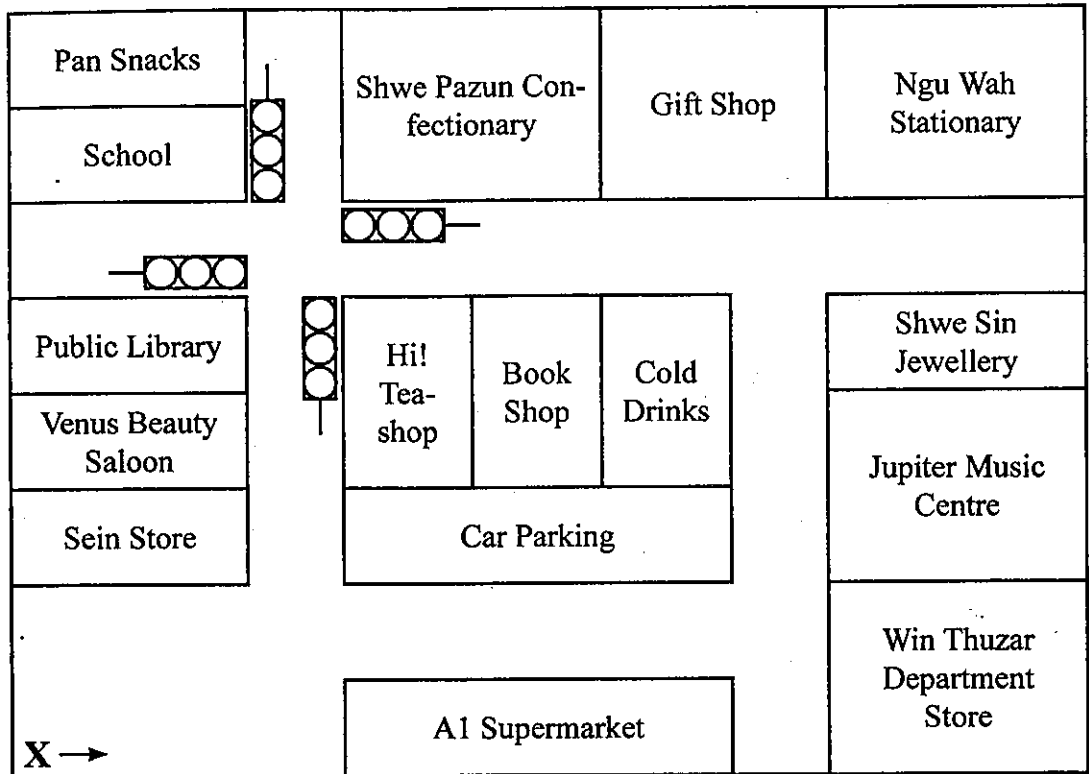 Pan Snacks
School
Shwe Pazun Con-
fectionary
Gift Shop
Ngu Wah
Stationary
Public Library
Venus Beauty
Saloon
Sein Store
Hi!
Tea-
shop
Book
Shop
Cold
Drinks
Car Parking
Shwe Sin
Jewellery
Jupiter Music
Centre
Win Thuzar
Department
Store
A1 Supermarket
X